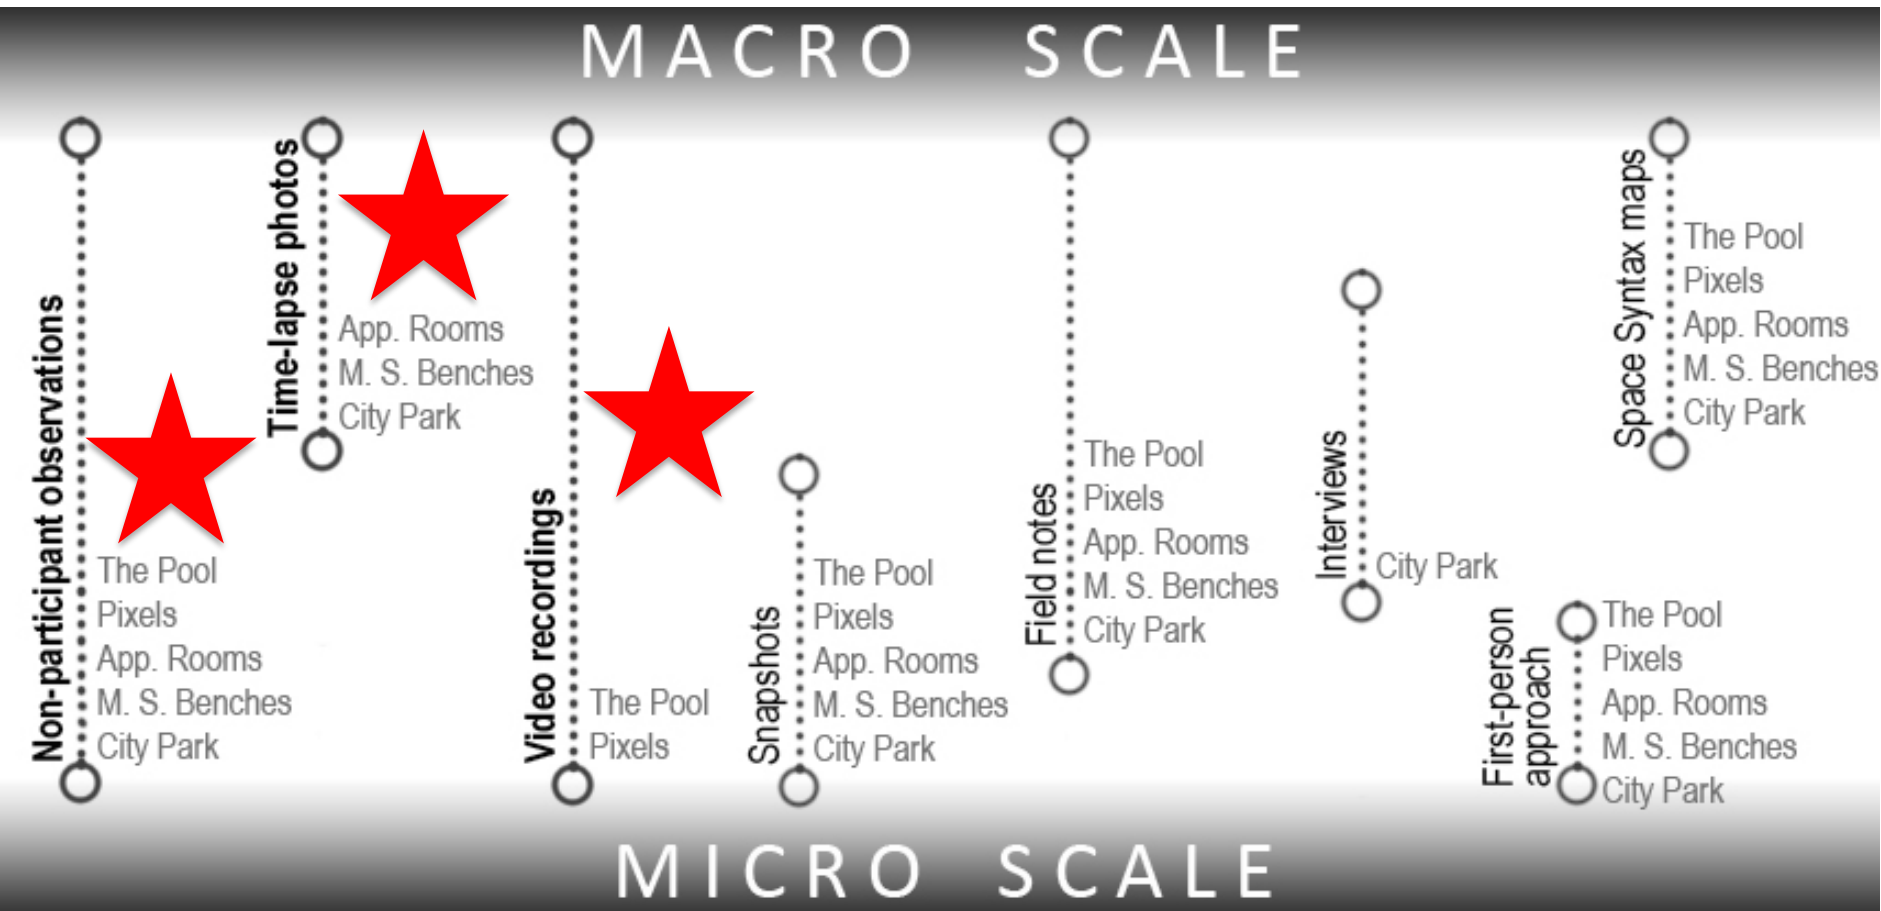 MACRO SCALE
Non-participant observations
The Pool
Pixels
App. Rooms
M. S. Benches
City Park
Time-lapse photos
App. Rooms
M. S. Benches
City Park
Video recordings
The Pool
Pixels
Snapshots
The Pool
Pixels
App. Rooms
M. S. Benches
City Park
Field notes
The Pool
Pixels
App. Rooms
M. S. Benches
City Park
Interviews
City Park
First-person
approach
The Pool
Pixels
App. Rooms
M. S. Benches
City Park
Space Syntax maps
The Pool
Pixels
App. Rooms
M. S. Benches
City Park
MICRO SCALE